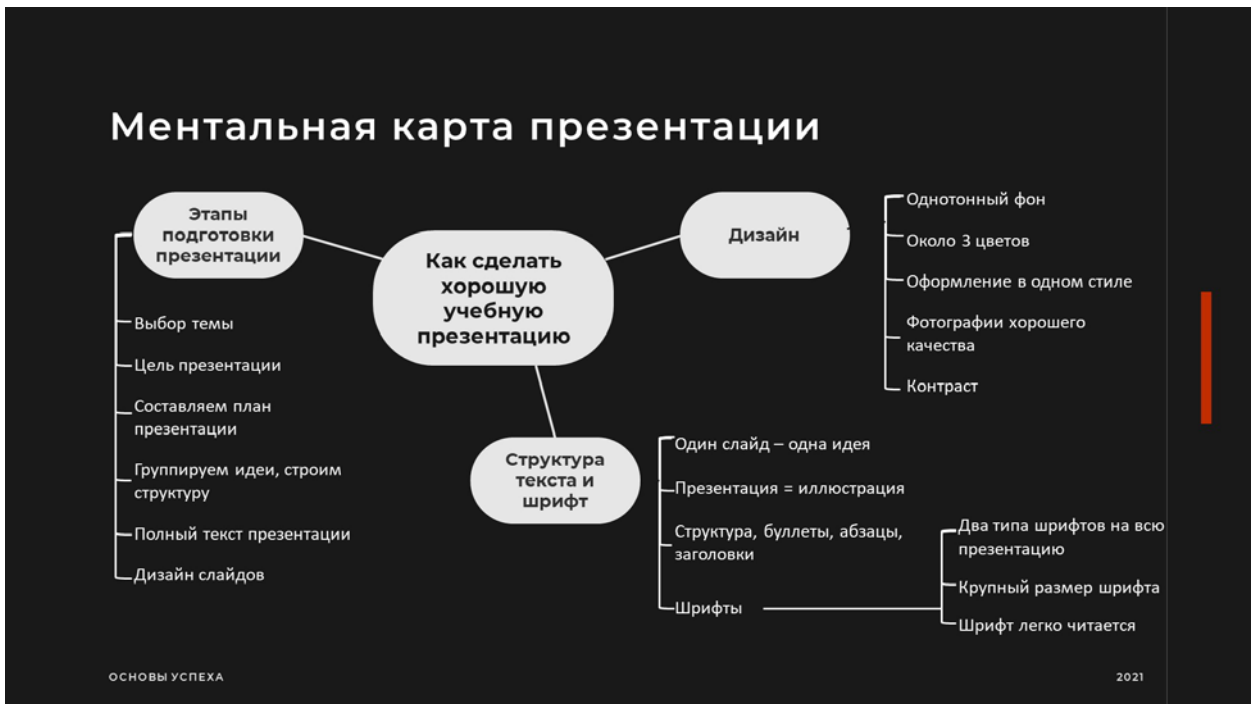 Ментальная карта презентации
Этапы
подготовки
презентации
Выбор темы
Цель презентации
Составляем план
презентации
Группируем идеи, строим
структуру
Полный текст презентации
Дизайн слайдов
Как сделать
хорошую
учебную
презентацию
Дизайн
Однотонный фон
Около 3 цветов
Оформление в одном стиле
Фотографии хорошего
качества
Контраст
Структура
текста и
шрифт
Один слайд – одна идея
Презентация = иллюстрация
Структура, буллеты, абзацы,
заголовки
Шрифты
Два типа шрифтов на всю
презентацию
Крупный размер шрифта
Шрифт легко читается
ОСНОВЫ УСПЕХА
2021